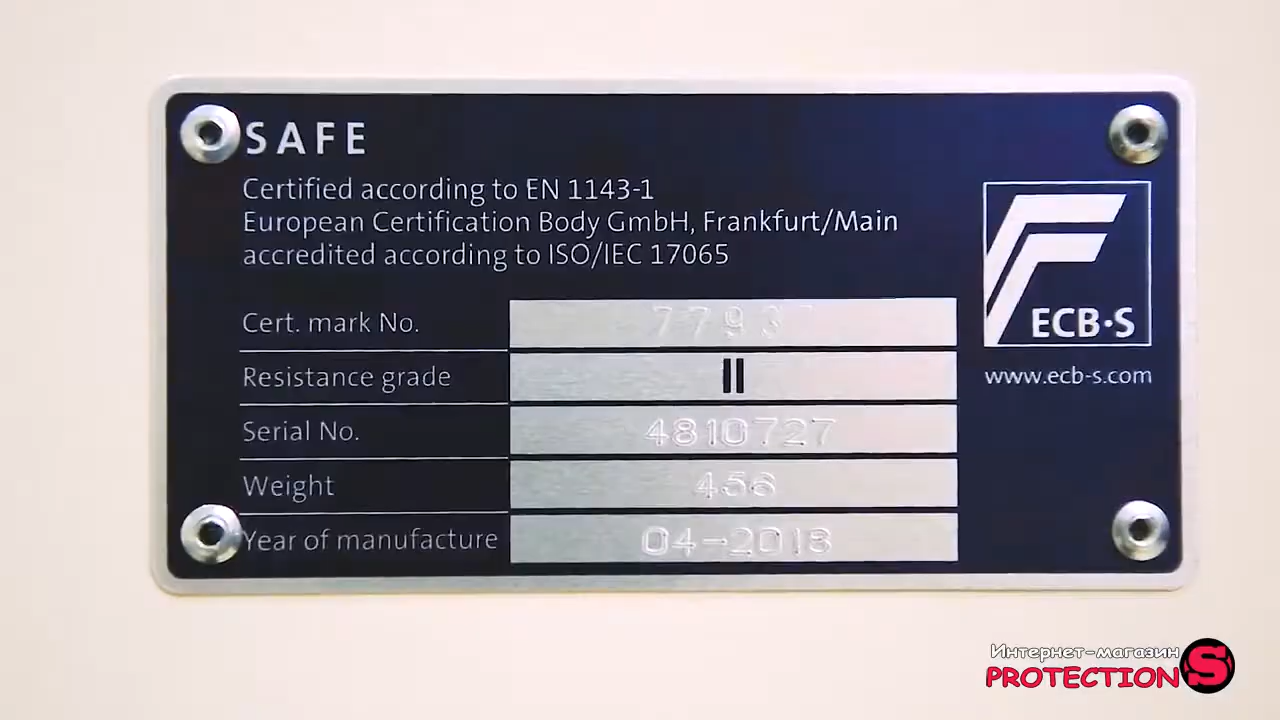 SAFE
Certified according to EN 1143-1
European Certification Body GmbH, Frankfurt/Main
accredited according to ISO/IEC 17065
Cert. mark No.
Resistance grade II
Serial No. 4810727
Weight 456
Year of manufacture 04-2018
ECB·S
www.ecb-s.com
Интернет-магазин
PROTECTION S